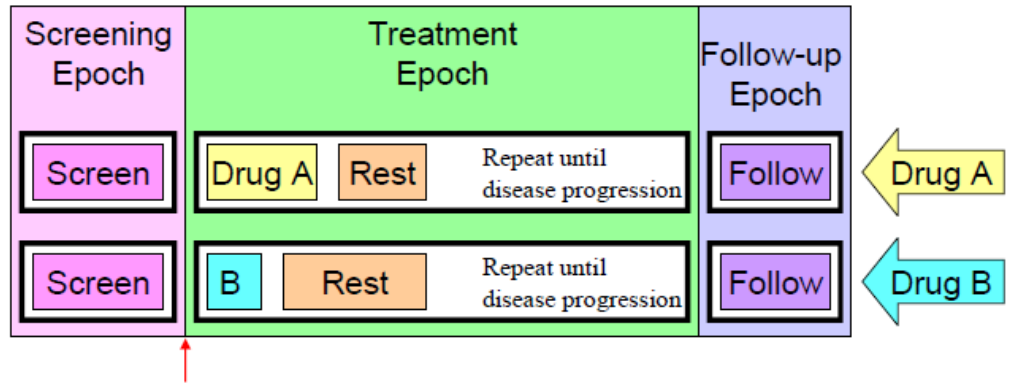 Screening
Epoch
Treatment
Epoch
Follow-up
Epoch
Screen
Drug A
Rest
Repeat until
disease progression
Follow
Drug A
Screen
B
Rest
Repeat until
disease progression
Follow
Drug B